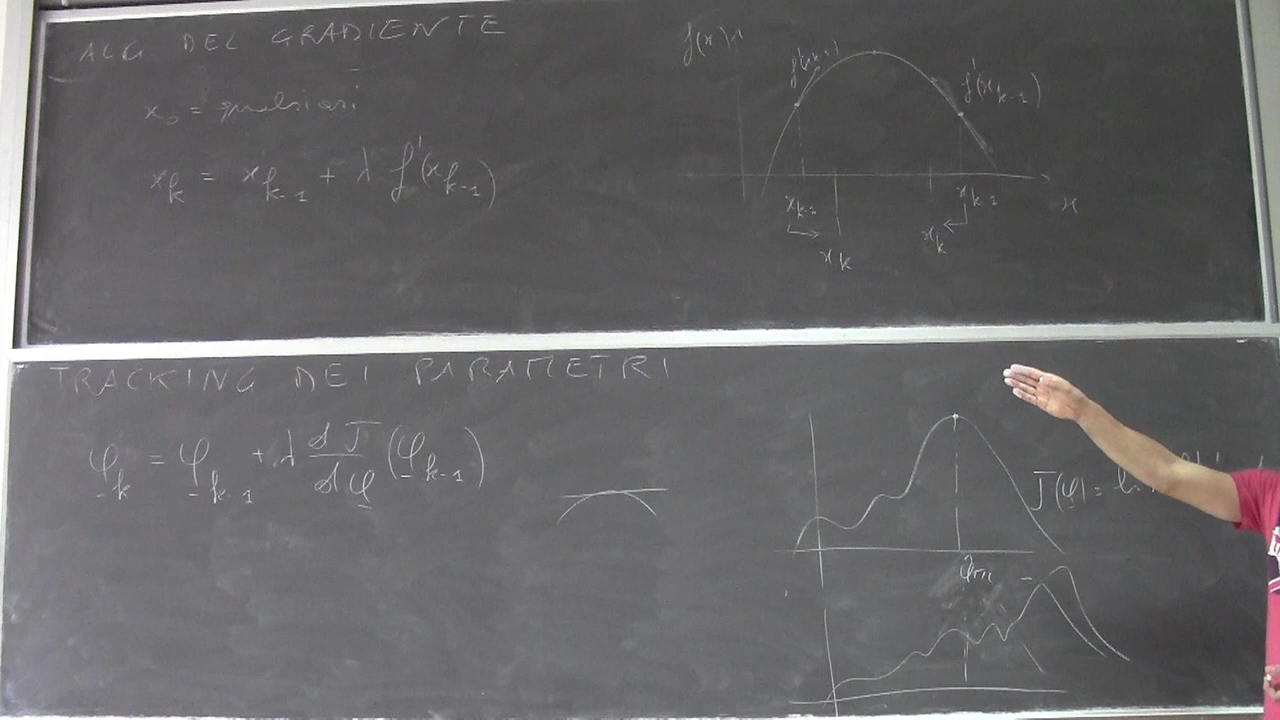 ALG DEL GRADIENTE
x₀ = qualsiasi
x_k = x_{k-1} + λ f'(x_{k-1})
f(x)
f'(x_{k-1})
f'(x_{k-1})
x_{k-1}
x_k
x_{k-1}
x_k
x
TRACKING DEI PARAMETRI
φ_k = φ_{k-1} + λ dJ/dφ (φ_{k-1})
J(φ) =
φ̂_{ML}